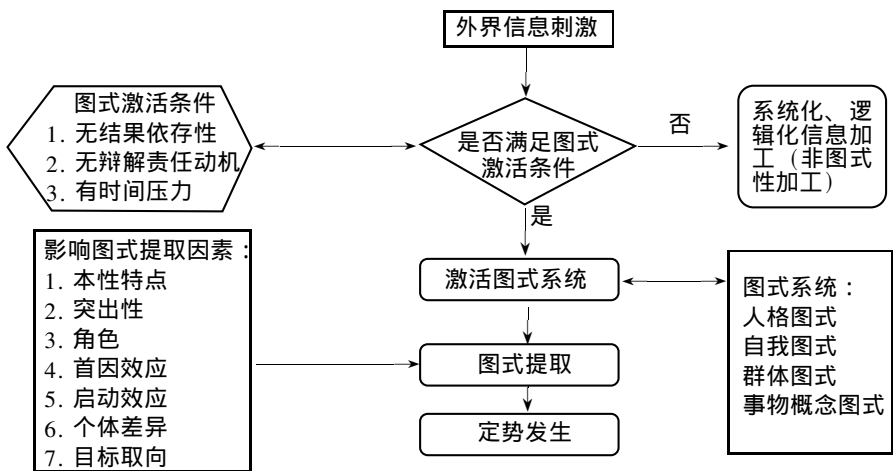 外界信息刺激
图式激活条件
1. 无结果依存性
2. 无辩解责任动机
3. 有时间压力
是否满足图式
激活条件
否
系统化、逻
辑化信息加
工（非图式
性加工）
是
影响图式提取因素：
1. 本性特点
2. 突出性
3. 角色
4. 首因效应
5. 启动效应
6. 个体差异
7. 目标取向
激活图式系统
图式系统：
人格图式
自我图式
群体图式
事物概念图式
图式提取
定势发生